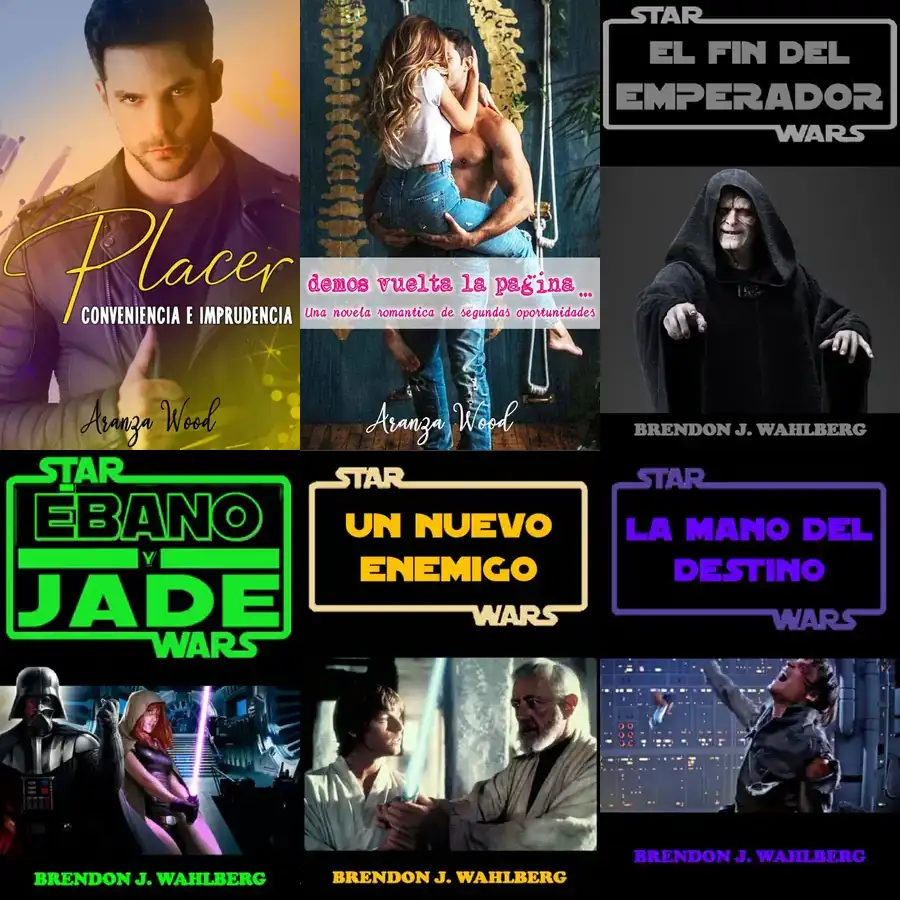 Placer
CONVENIENCIA E IMPRUDENCIA
Aranza Wood
demos vuelta la pagina...
Una novela romantica de segundas oportunidades
Aranza Wood
STAR
EL FIN DEL
EMPERADOR
WARS
BRENDON J. WAHLBERG
STAR
ÉBANO
Y
JADE
WARS
BRENDON J. WAHLBERG
STAR
UN NUEVO
ENEMIGO
WARS
BRENDON J. WAHLBERG
STAR
LA MANO DEL
DESTINO
WARS
BRENDON J. WAHLBERG